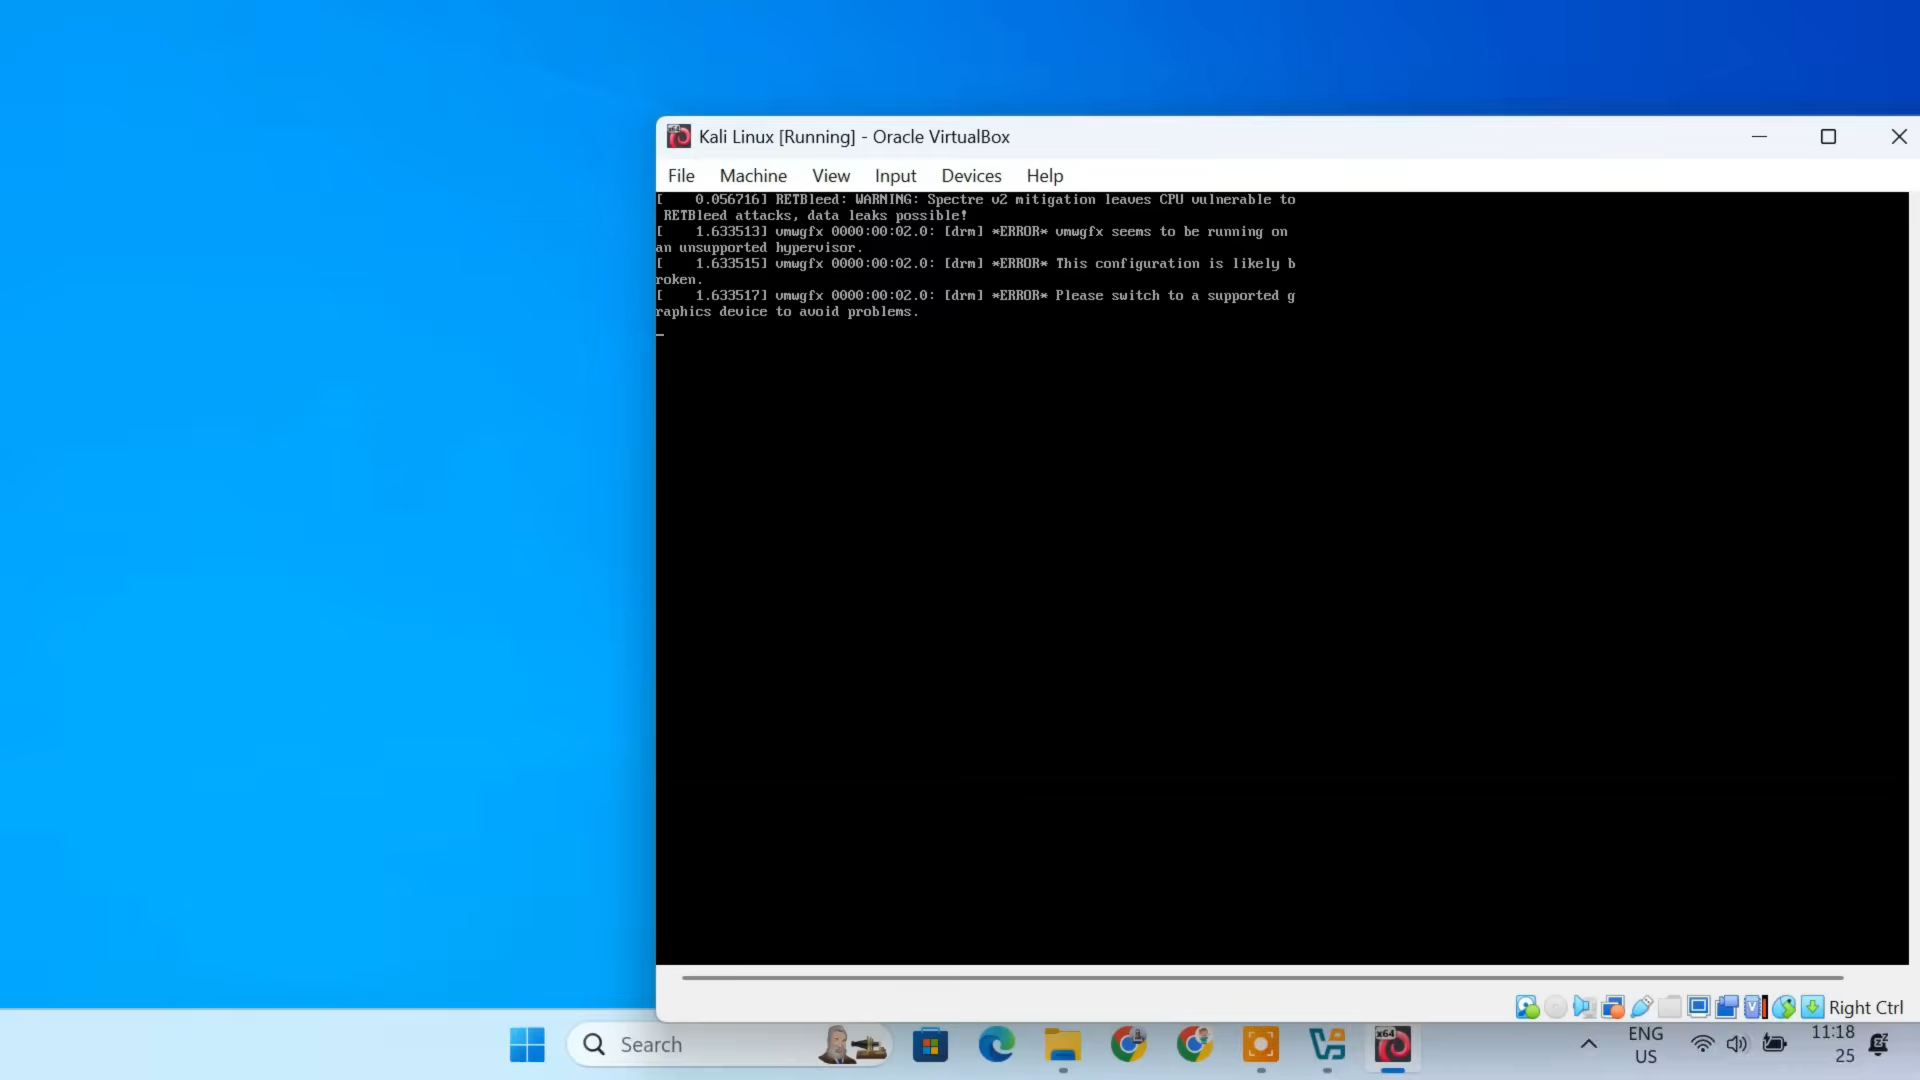 Kali Linux [Running] - Oracle VirtualBox
File Machine View Input Devices Help
[    0.056716] RETBleed: WARNING: Spectre v2 mitigation leaves CPU vulnerable to
 RETBleed attacks, data leaks possible!
[    1.633513] vmwgfx 0000:00:02.0: [drm] *ERROR* vmwgfx seems to be running on
an unsupported hypervisor.
[    1.633515] vmwgfx 0000:00:02.0: [drm] *ERROR* This configuration is likely b
roken.
[    1.633517] vmwgfx 0000:00:02.0: [drm] *ERROR* Please switch to a supported g
raphics device to avoid problems.
Right Ctrl
Search
x64
ENG
US
11:18
25